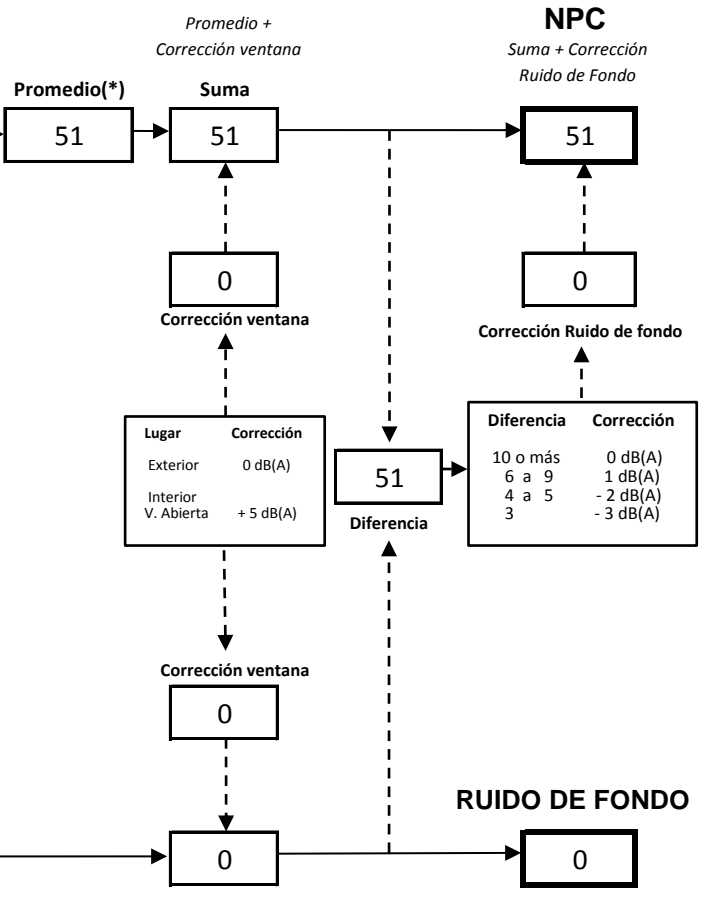 Promedio +
Corrección ventana
NPC
Suma + Corrección
Ruido de Fondo
Promedio(*)
Suma
51
51
51
0
Corrección ventana
0
Corrección Ruido de fondo
Lugar Corrección
Exterior 0 dB(A)
Interior
V. Abierta + 5 dB(A)
51
Diferencia
Diferencia Corrección
10 o más 0 dB(A)
6 a 9 1 dB(A)
4 a 5 - 2 dB(A)
3 - 3 dB(A)
Corrección ventana
0
RUIDO DE FONDO
0
0